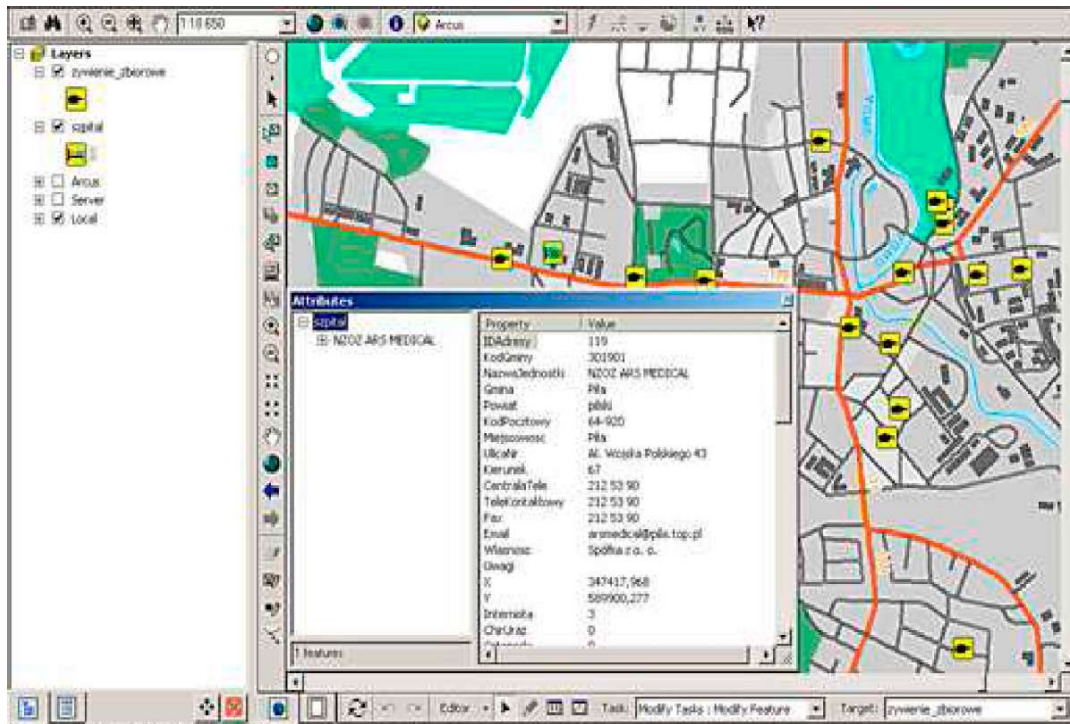 1:18 650
Arcus
Layers
zywienie_zbiorowe
szpital
Arcus
Server
Local
Attributes
szpital
NZOZ ARS MEDICAL
1 features
Property Value
IDAdresy 119
KodGminy 301901
NazwaJednostki NZOZ ARS MEDICAL
Gmina Piła
Powiat pilski
KodPocztowy 64-920
Miejscowosc Piła
UlicaNr Al. Wojska Polskiego 43
Kierunek 67
CentralaTele 212 53 90
TeleKontaktowy 212 53 90
Fax 212 53 90
Email arsmedical@pila.top.pl
Wlasnosc Spółka z o. o.
Uwagi
X 347417,968
Y 589900,277
Internista 3
ChirUraz 0
Editor
Task: Modify Tasks : Modify Feature
Target: zywienie_zbiorowe